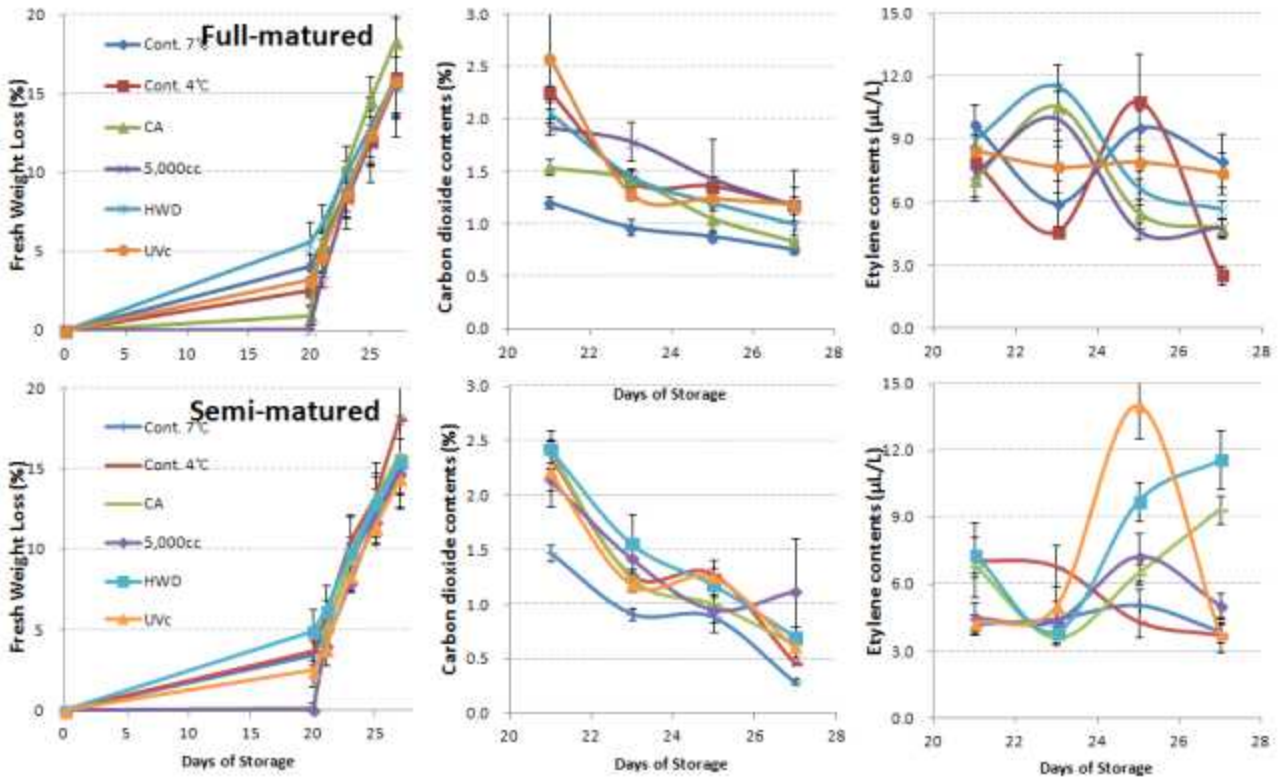 Full-matured
Fresh Weight Loss (%)
20
15
10
5
0
Cont. 7℃
Cont. 4℃
CA
5,000cc
HWD
UVc
0 5 10 15 20 25
Carbon dioxide contents (%)
3.0
2.5
2.0
1.5
1.0
0.5
0.0
20 22 24 26 28
Days of Storage
Etylene contents (µL/L)
15.0
12.0
9.0
6.0
3.0
0.0
20 22 24 26 28
Semi-matured
Fresh Weight Loss (%)
20
15
10
5
0
Cont. 7℃
Cont. 4℃
CA
5,000cc
HWD
UVc
0 5 10 15 20 25
Days of Storage
Carbon dioxide contents (%)
3.0
2.5
2.0
1.5
1.0
0.5
0.0
20 22 24 26 28
Days of Storage
Etylene contents (µL/L)
15.0
12.0
9.0
6.0
3.0
0.0
20 22 24 26 28
Days of Storage